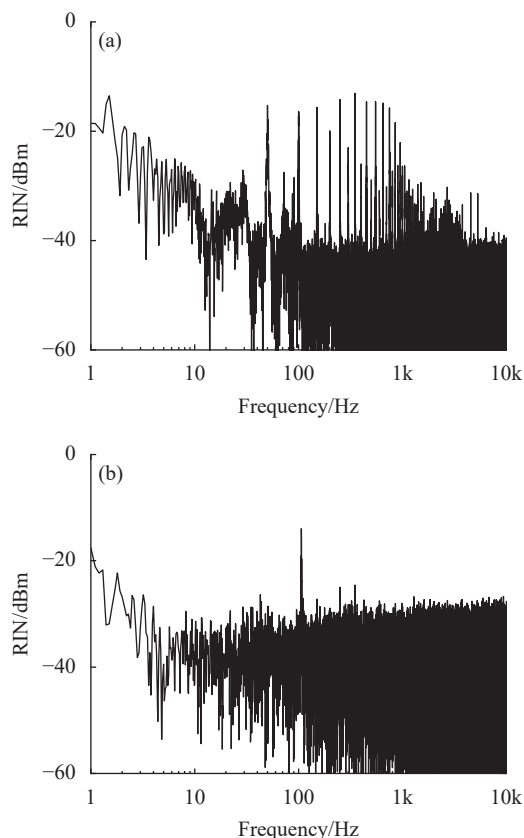 (a)
0
−20
−40
−60
RIN/dBm
1
10
100
1k
10k
Frequency/Hz
(b)
0
−20
−40
−60
RIN/dBm
1
10
100
1k
10k
Frequency/Hz